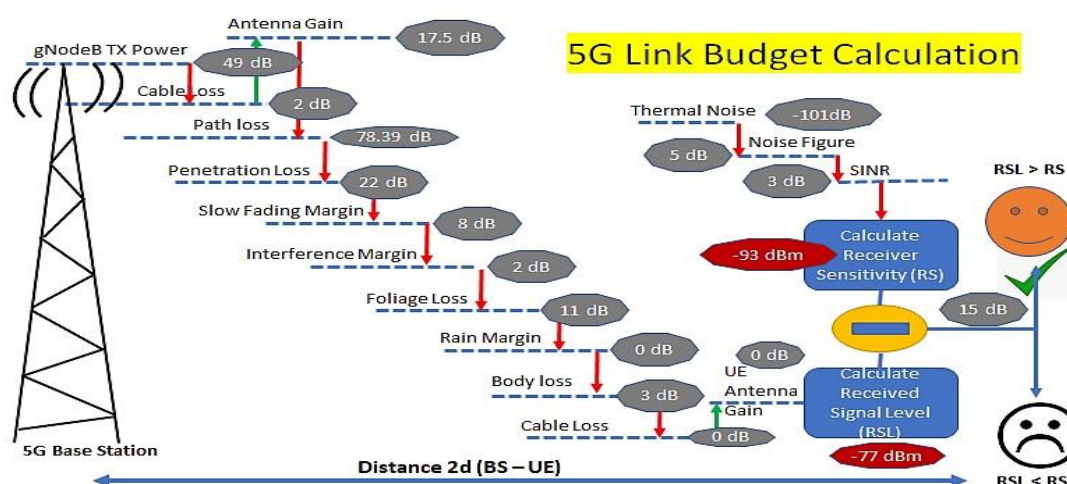 5G Link Budget Calculation
Antenna Gain
17.5 dB
gNodeB TX Power
49 dB
Cable Loss
2 dB
Path loss
78.39 dB
Penetration Loss
22 dB
Slow Fading Margin
8 dB
Interference Margin
2 dB
Foliage Loss
11 dB
Rain Margin
0 dB
Body loss
3 dB
Cable Loss
0 dB
0 dB
UE
Antenna
Gain
Thermal Noise
-101dB
5 dB
Noise Figure
3 dB
SINR
RSL > RS
Calculate
Receiver
Sensitivity (RS)
-93 dBm
15 dB
Calculate
Received
Signal Level
(RSL)
-77 dBm
5G Base Station
Distance 2d (BS – UE)
RSL < RS